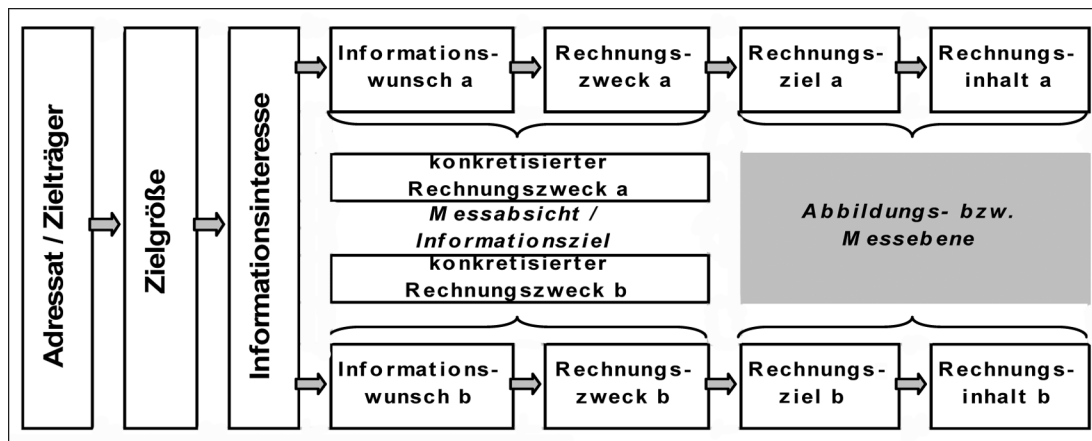 Adressat / Zielträger
Zielgröße
Informationsinteresse
Informations-
wunsch a
Rechnungs-
zweck a
Rechnungs-
ziel a
Rechnungs-
inhalt a
konkretisierter
Rechnungszweck a
Messabsicht /
Informationsziel
konkretisierter
Rechnungszweck b
Abbildungs- bzw.
Messebene
Informations-
wunsch b
Rechnungs-
zweck b
Rechnungs-
ziel b
Rechnungs-
inhalt b